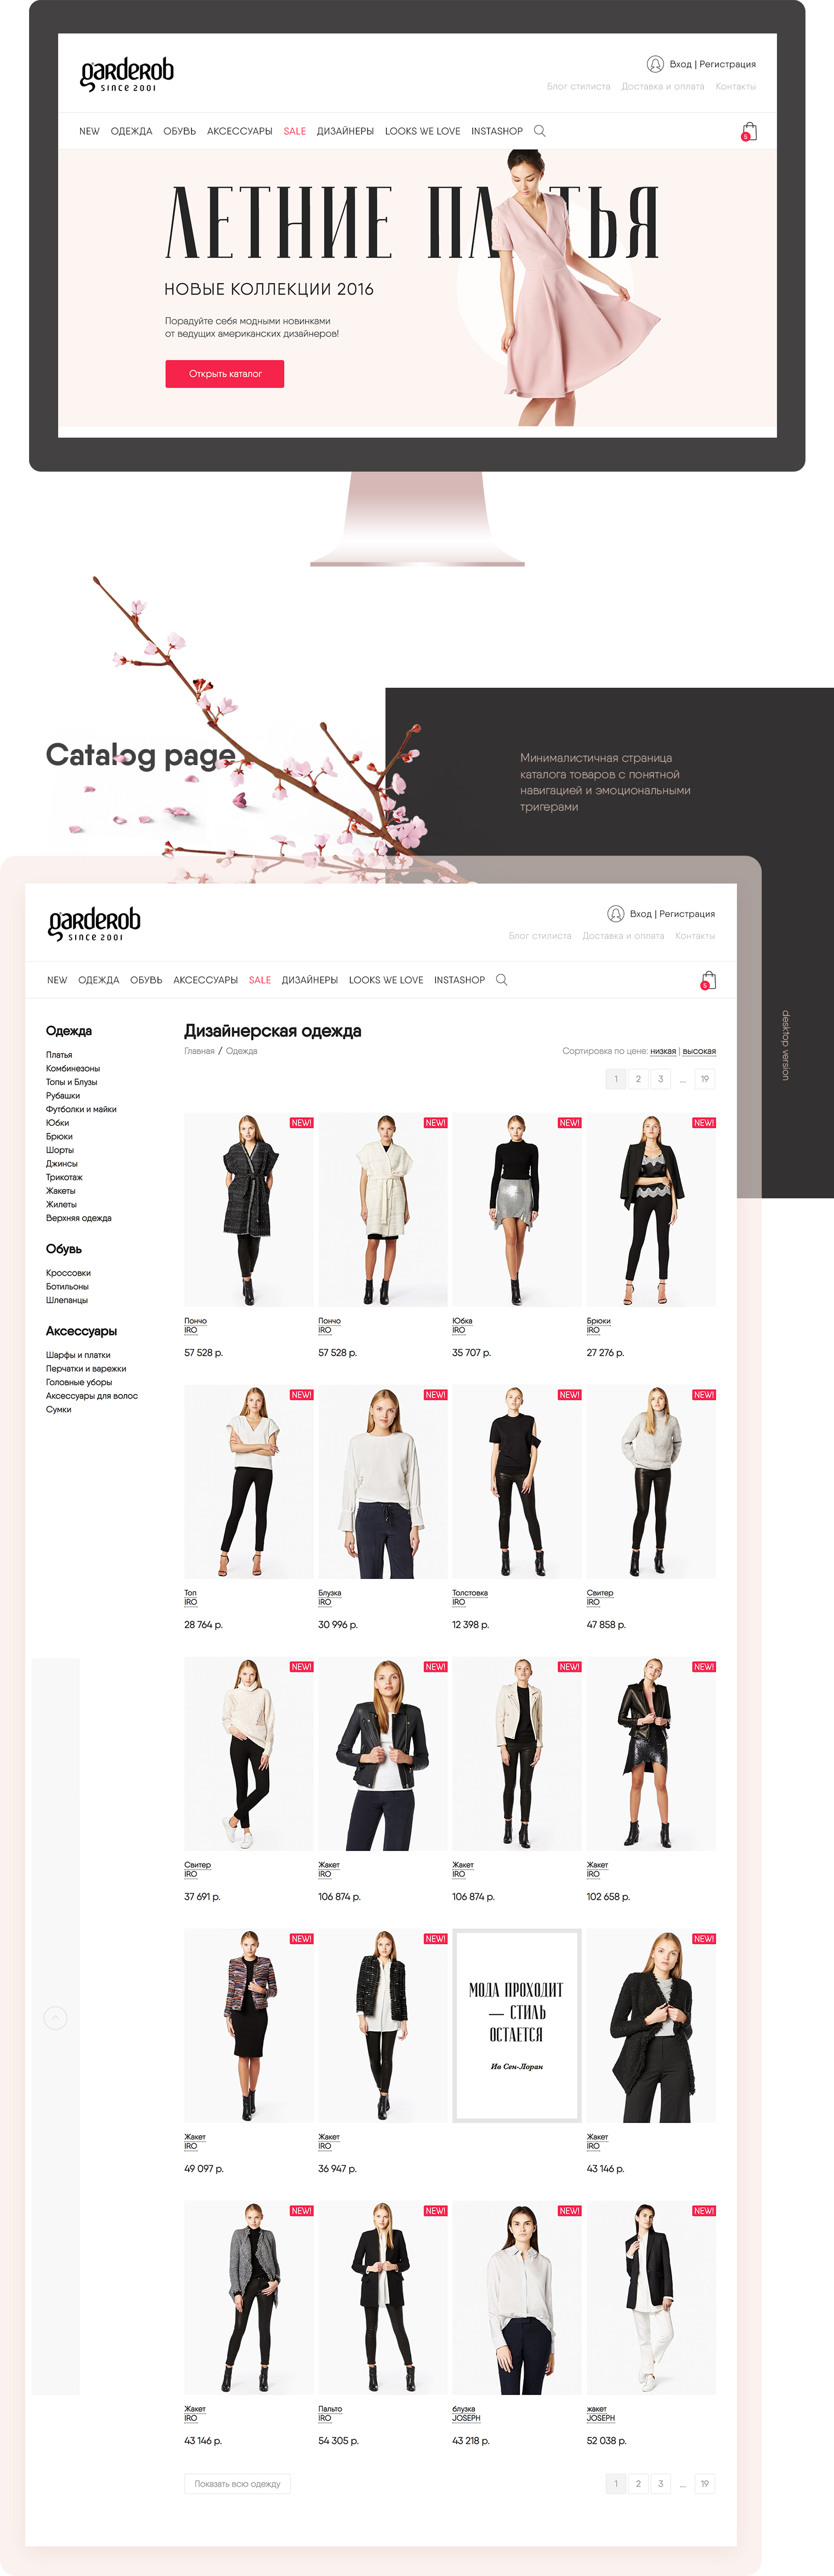 garderob
SINCE 2001
Вход | Регистрация
Блог стилиста Доставка и оплата Контакты
NEW ОДЕЖДА ОБУВЬ АКСЕССУАРЫ SALE ДИЗАЙНЕРЫ LOOKS WE LOVE INSTASHOP
5
ЛЕТНИЕ ПЛАТЬЯ
НОВЫЕ КОЛЛЕКЦИИ 2016
Порадуйте себя модными новинками
от ведущих американских дизайнеров!
Открыть каталог
Catalog page
Минималистичная страница
каталога товаров с понятной
навигацией и эмоциональными
тригерами
desktop version
garderob
SINCE 2001
Вход | Регистрация
Блог стилиста Доставка и оплата Контакты
NEW ОДЕЖДА ОБУВЬ АКСЕССУАРЫ SALE ДИЗАЙНЕРЫ LOOKS WE LOVE INSTASHOP
5
Одежда
Платья
Комбинезоны
Топы и Блузы
Рубашки
Футболки и майки
Юбки
Брюки
Шорты
Джинсы
Трикотаж
Жакеты
Жилеты
Верхняя одежда
Обувь
Кроссовки
Ботильоны
Шлепанцы
Аксессуары
Шарфы и платки
Перчатки и варежки
Головные уборы
Аксессуары для волос
Сумки
Дизайнерская одежда
Главная / Одежда
Сортировка по цене: низкая | высокая
1 2 3 ... 19
NEW! NEW! NEW! NEW!
Пончо Пончо Юбка Брюки
IRO IRO IRO IRO
57 528 р. 57 528 р. 35 707 р. 27 276 р.
NEW! NEW! NEW! NEW!
Топ Блузка Толстовка Свитер
IRO IRO IRO IRO
28 764 р. 30 996 р. 12 398 р. 47 858 р.
NEW! NEW! NEW! NEW!
Свитер Жакет Жакет Жакет
IRO IRO IRO IRO
37 691 р. 106 874 р. 106 874 р. 102 658 р.
NEW! NEW! NEW!
МОДА ПРОХОДИТ
— СТИЛЬ
ОСТАЕТСЯ
Ив Сен-Лоран
Жакет Жакет Жакет
IRO IRO IRO
49 097 р. 36 947 р. 43 146 р.
NEW! NEW! NEW! NEW!
Жакет Пальто блузка жакет
IRO IRO JOSEPH JOSEPH
43 146 р. 54 305 р. 43 218 р. 52 038 р.
Показать всю одежду
1 2 3 ... 19